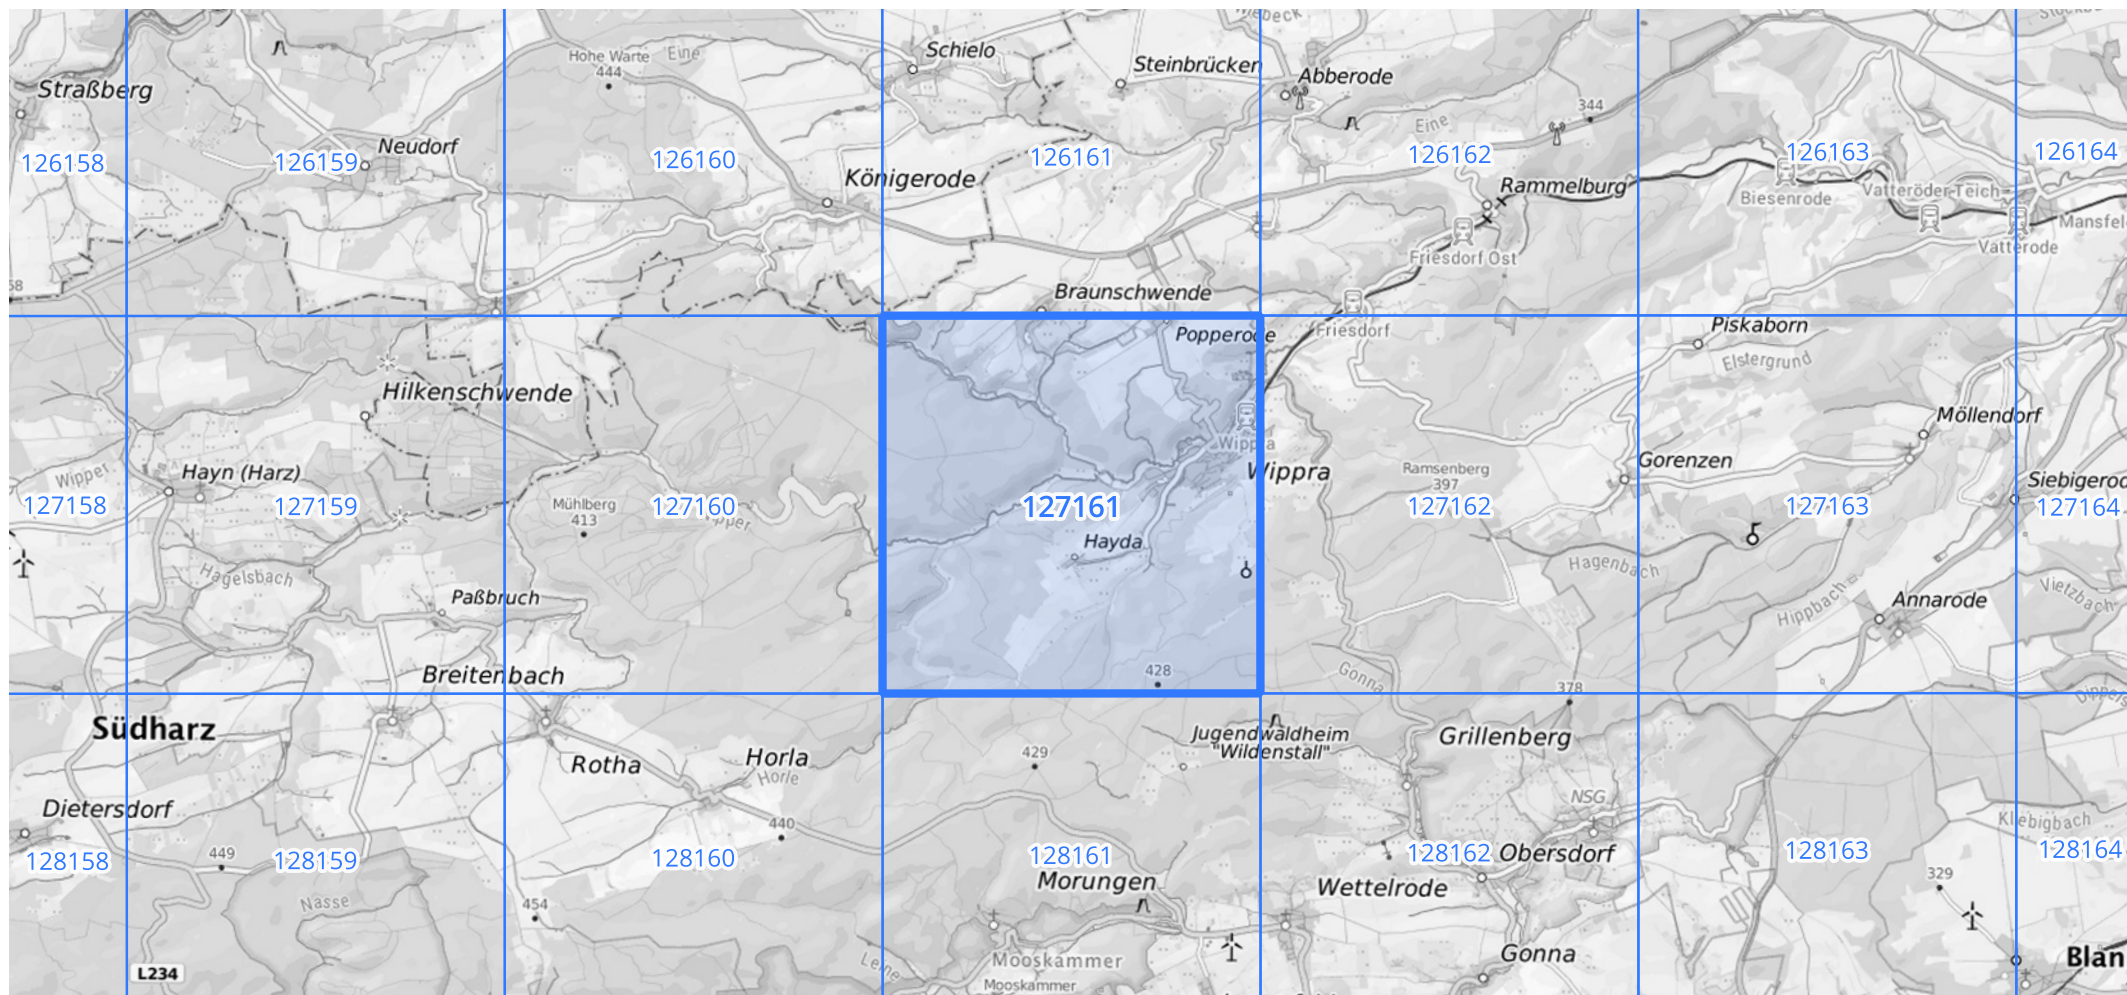 Schielo
Steinbrücken
Hohe Warte
444
Eine
Abberode
Straßberg
344
Eine
Neudorf
126158
126159
126160
126161
126162
126163
126164
Königerode
Rammelburg
Biesenrode
Vatteröder Teich
Mansfel
Vatterode
Friesdorf Ost
58
Braunschwende
Popperode
Friesdorf
Piskaborn
Elstergrund
Hilkenschwende
Möllendorf
Wippra
Wippra
Gorenzen
Ramsenberg
397
Hayn (Harz)
Wipper
Siebigerod
127158
127159
Mühlberg
413
127160
127161
127162
127163
127164
Hayda
Hagenbach
Hagelsbach
Paßbruch
Hippbach
Annarode
Vietzbach
Breitenbach
428
Gonna
378
Südharz
Jugendwaldheim
"Wildenstall"
Grillenberg
Rotha
Horla
Horle
429
Dietersdorf
440
NSG
Klebigbach
449
128158
128159
128160
128161
128162
Obersdorf
128163
128164
Morungen
Wettelrode
329
Nasse
454
L234
Leine
Mooskammer
Mooskammer
Gonna
Blan